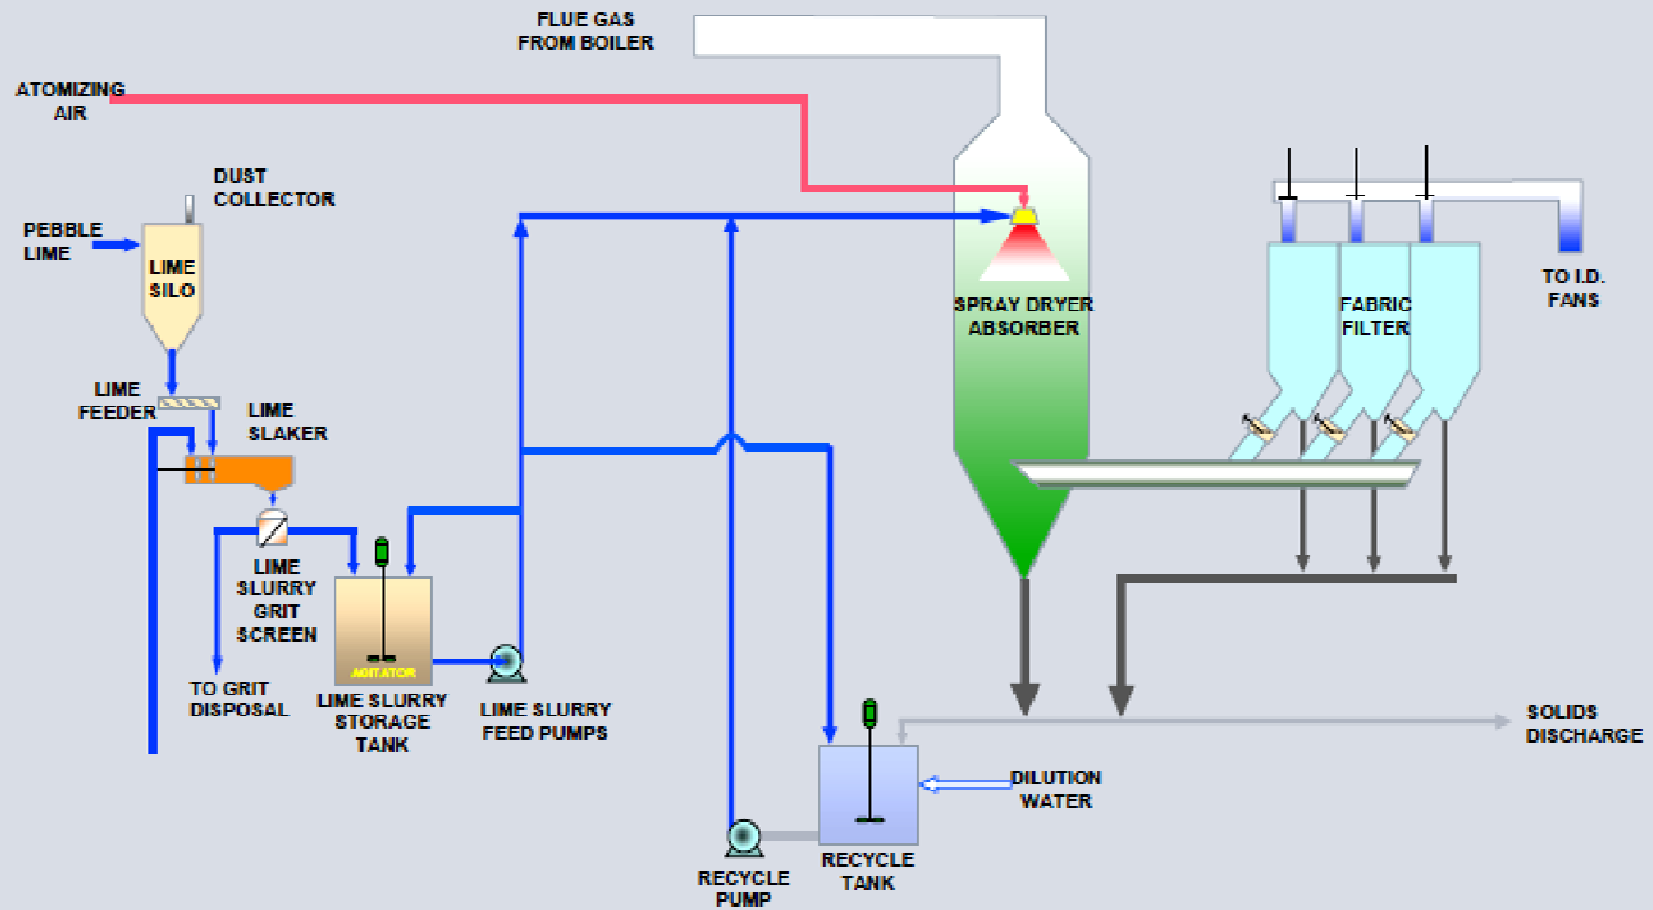 FLUE GAS
FROM BOILER
ATOMIZING
AIR
DUST
COLLECTOR
PEBBLE
LIME
LIME
SILO
TO I.D.
FANS
SPRAY DRYER
ABSORBER
FABRIC
FILTER
LIME
FEEDER
LIME
SLAKER
LIME
SLURRY
GRIT
SCREEN
AGITATOR
TO GRIT
DISPOSAL
LIME SLURRY
STORAGE
TANK
LIME SLURRY
FEED PUMPS
SOLIDS
DISCHARGE
DILUTION
WATER
RECYCLE
TANK
RECYCLE
PUMP